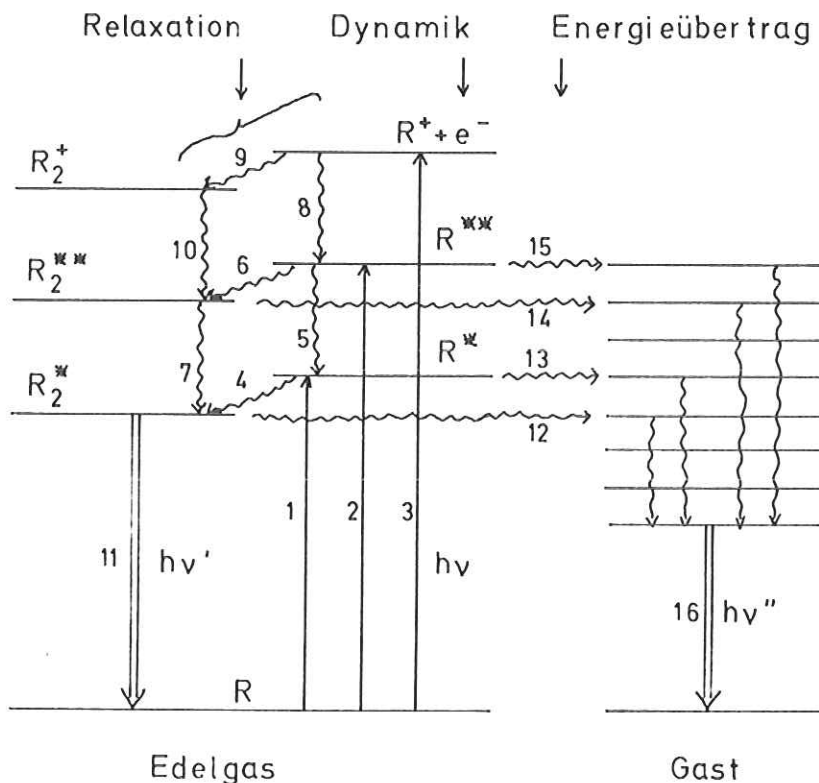 Relaxation Dynamik Energieübertrag
R⁺ + e⁻
9
R₂⁺
8
R** 15
10 6
R₂**
14
5
R* 13
7 4
R₂*
12
1 2 3
11 hν' hν 16 hν"
R
Edelgas Gast